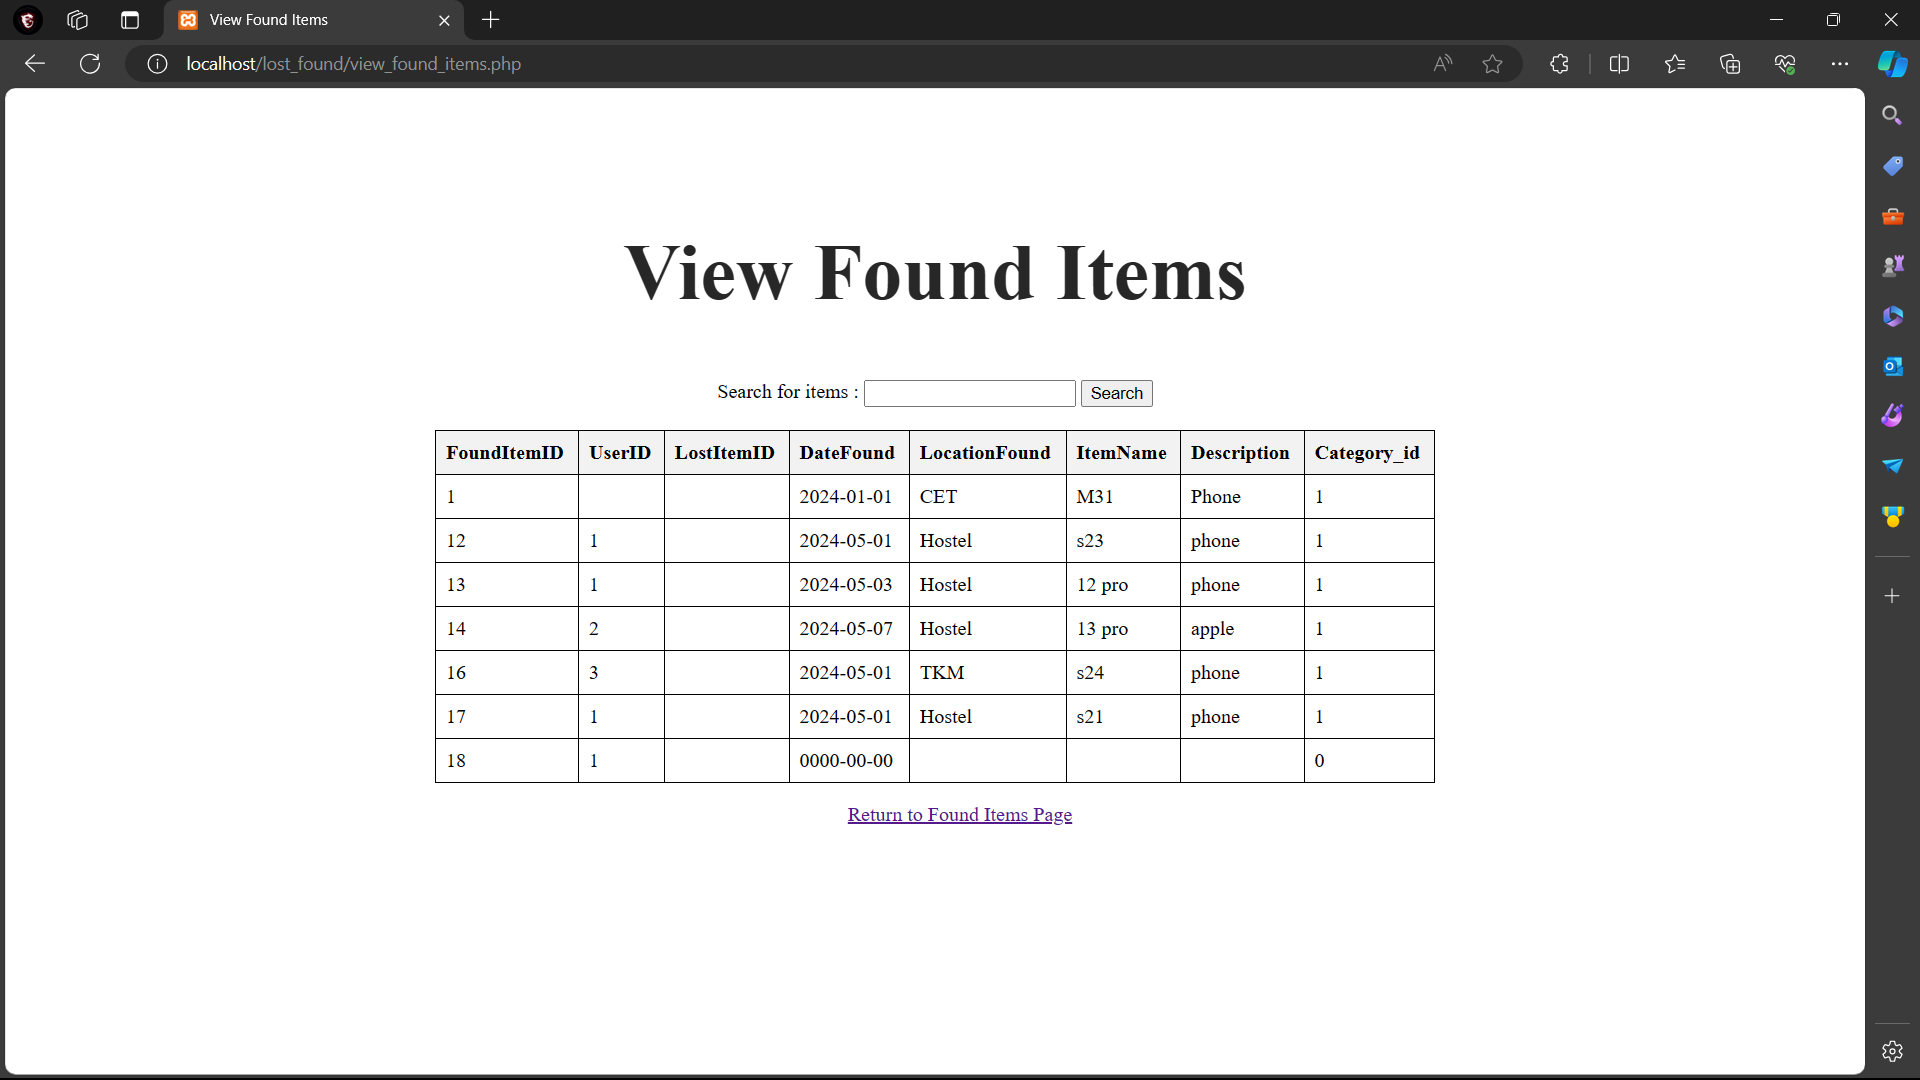 View Found Items
localhost/lost_found/view_found_items.php
View Found Items
Search for items : Search
FoundItemID UserID LostItemID DateFound LocationFound ItemName Description Category_id
1 2024-01-01 CET M31 Phone 1
12 1 2024-05-01 Hostel s23 phone 1
13 1 2024-05-03 Hostel 12 pro phone 1
14 2 2024-05-07 Hostel 13 pro apple 1
16 3 2024-05-01 TKM s24 phone 1
17 1 2024-05-01 Hostel s21 phone 1
18 1 0000-00-00 0
Return to Found Items Page